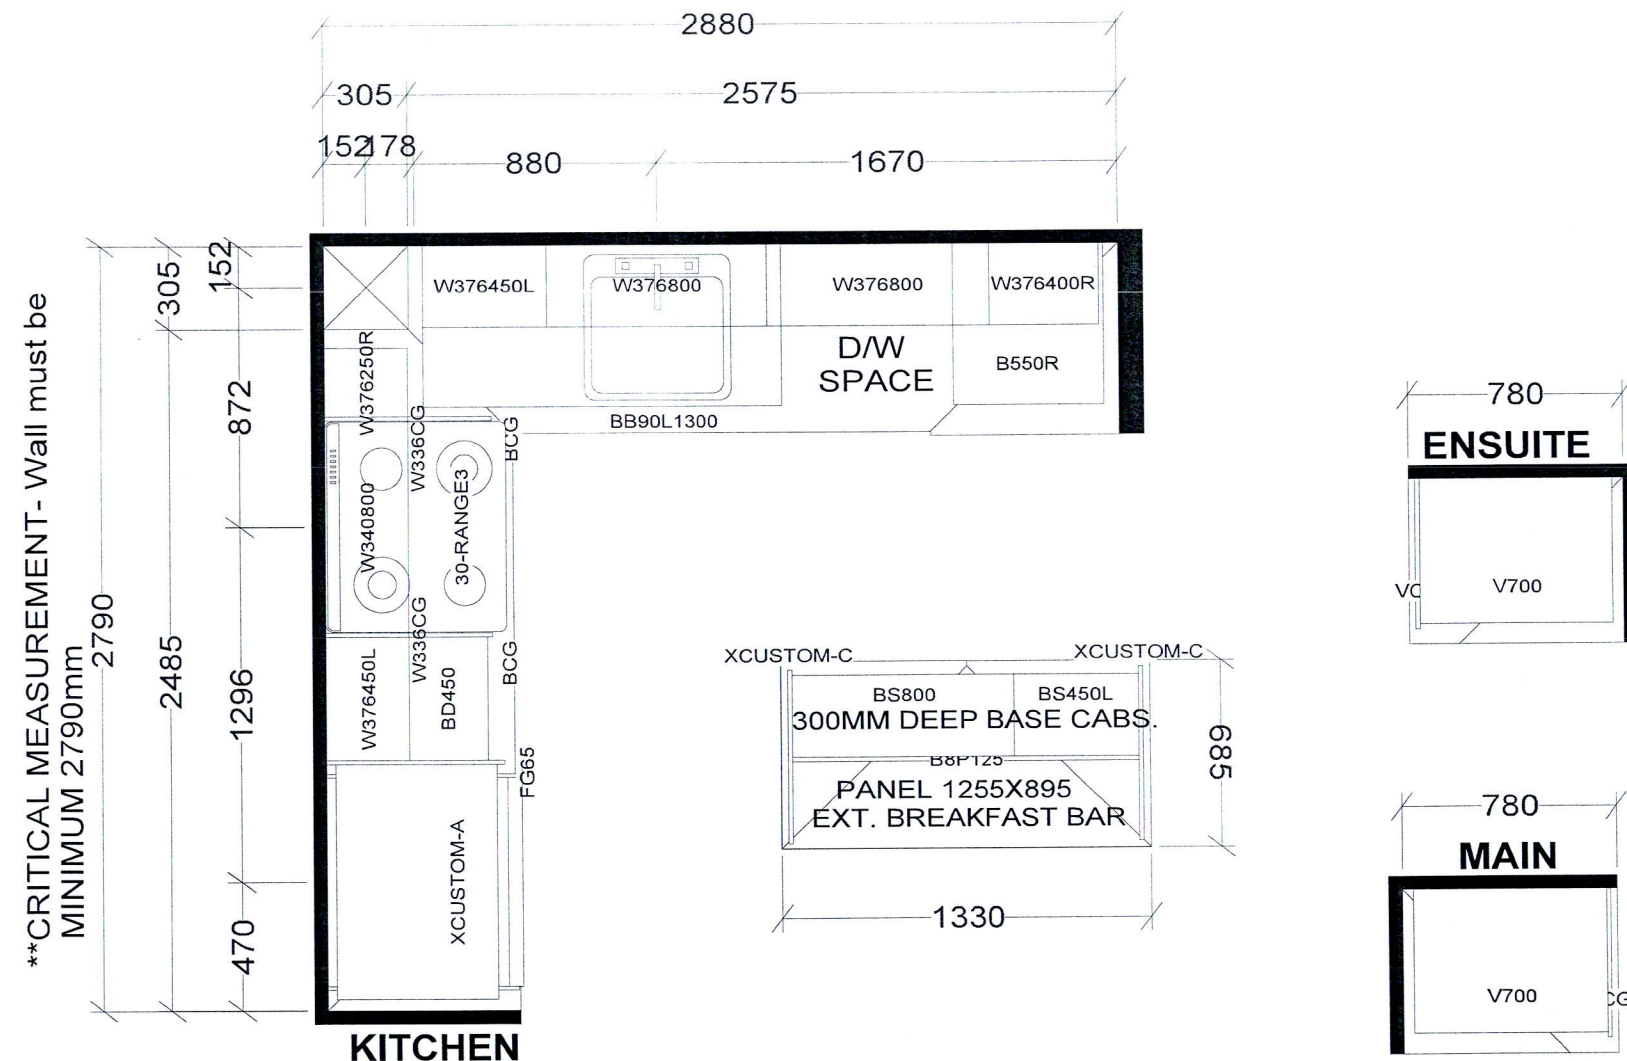 2880
305
2575
152
178
880
1670
152
305
872
2790
2485
1296
470
**CRITICAL MEASUREMENT- Wall must be
MINIMUM 2790mm
W376450L
W376800
W376800
W376400R
D/W
SPACE
B550R
BB90L1300
W376250R
W336CG
BCG
W340800
30-RANGE3
W336CG
BCG
W376450L
BD450
FG65
XCUSTOM-A
KITCHEN
XCUSTOM-C
XCUSTOM-C
BS800
BS450L
300MM DEEP BASE CABS.
B8P125
PANEL 1255X895
EXT. BREAKFAST BAR
685
1330
780
ENSUITE
V700
780
MAIN
V700
CG